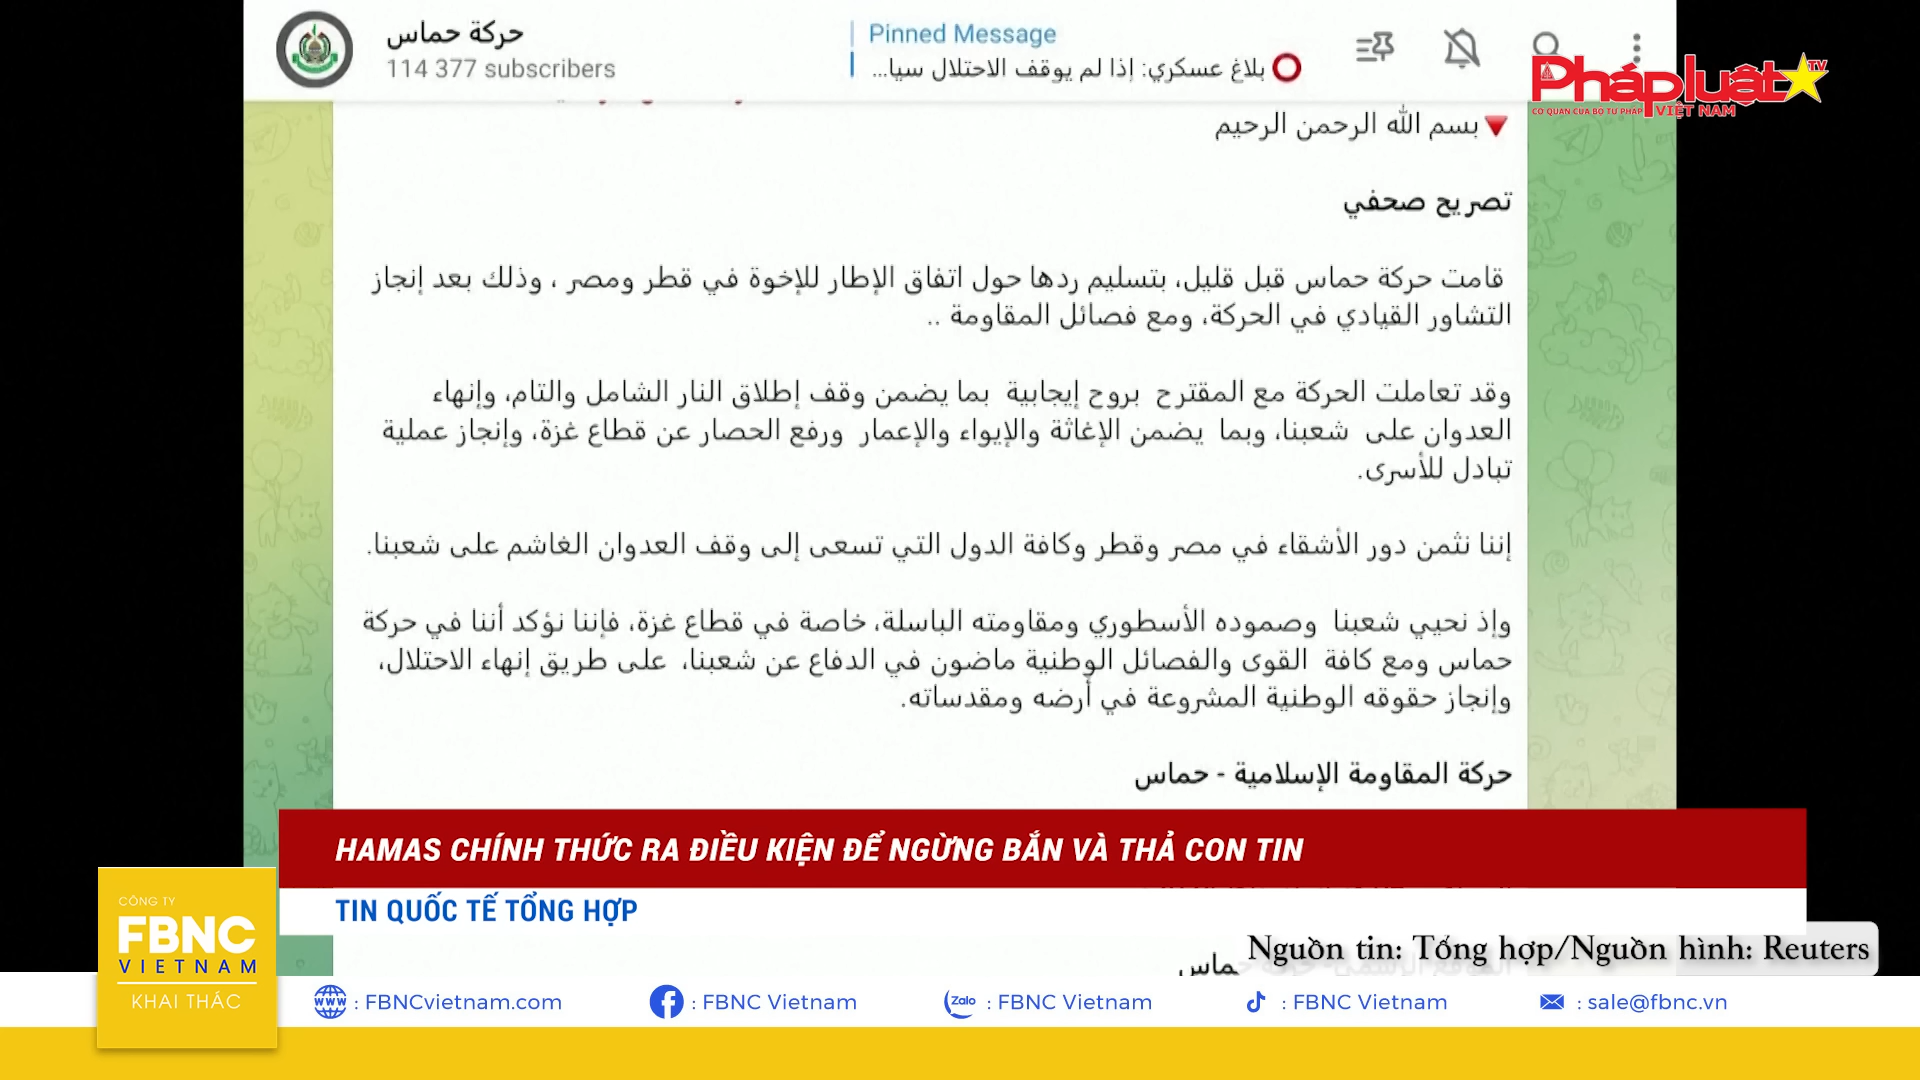 حركة حماس
114 377 subscribers
Pinned Message
بلاغ عسكري: إذا لم يوقف الاحتلال سيا...
Phápluật TV
CƠ QUAN CỦA BỘ TƯ PHÁP VIỆT NAM
بسم الله الرحمن الرحيم
تصريح صحفي
قامت حركة حماس قبل قليل، بتسليم ردها حول اتفاق الإطار للإخوة في قطر ومصر ، وذلك بعد إنجاز
التشاور القيادي في الحركة، ومع فصائل المقاومة ..
وقد تعاملت الحركة مع المقترح بروح إيجابية بما يضمن وقف إطلاق النار الشامل والتام، وإنهاء
العدوان على شعبنا، وبما يضمن الإغاثة والإيواء والإعمار ورفع الحصار عن قطاع غزة، وإنجاز عملية
تبادل للأسرى.
إننا نثمن دور الأشقاء في مصر وقطر وكافة الدول التي تسعى إلى وقف العدوان الغاشم على شعبنا.
وإذ نحيي شعبنا وصموده الأسطوري ومقاومته الباسلة، خاصة في قطاع غزة، فإننا نؤكد أننا في حركة
حماس ومع كافة القوى والفصائل الوطنية ماضون في الدفاع عن شعبنا، على طريق إنهاء الاحتلال،
وإنجاز حقوقه الوطنية المشروعة في أرضه ومقدساته.
حركة المقاومة الإسلامية - حماس
HAMAS CHÍNH THỨC RA ĐIỀU KIỆN ĐỂ NGỪNG BẮN VÀ THẢ CON TIN
TIN QUỐC TẾ TỔNG HỢP
Nguồn tin: Tổng hợp/Nguồn hình: Reuters
CÔNG TY
FBNC
VIETNAM
KHAI THÁC
www : FBNCvietnam.com
: FBNC Vietnam
Zalo : FBNC Vietnam
: FBNC Vietnam
: sale@fbnc.vn